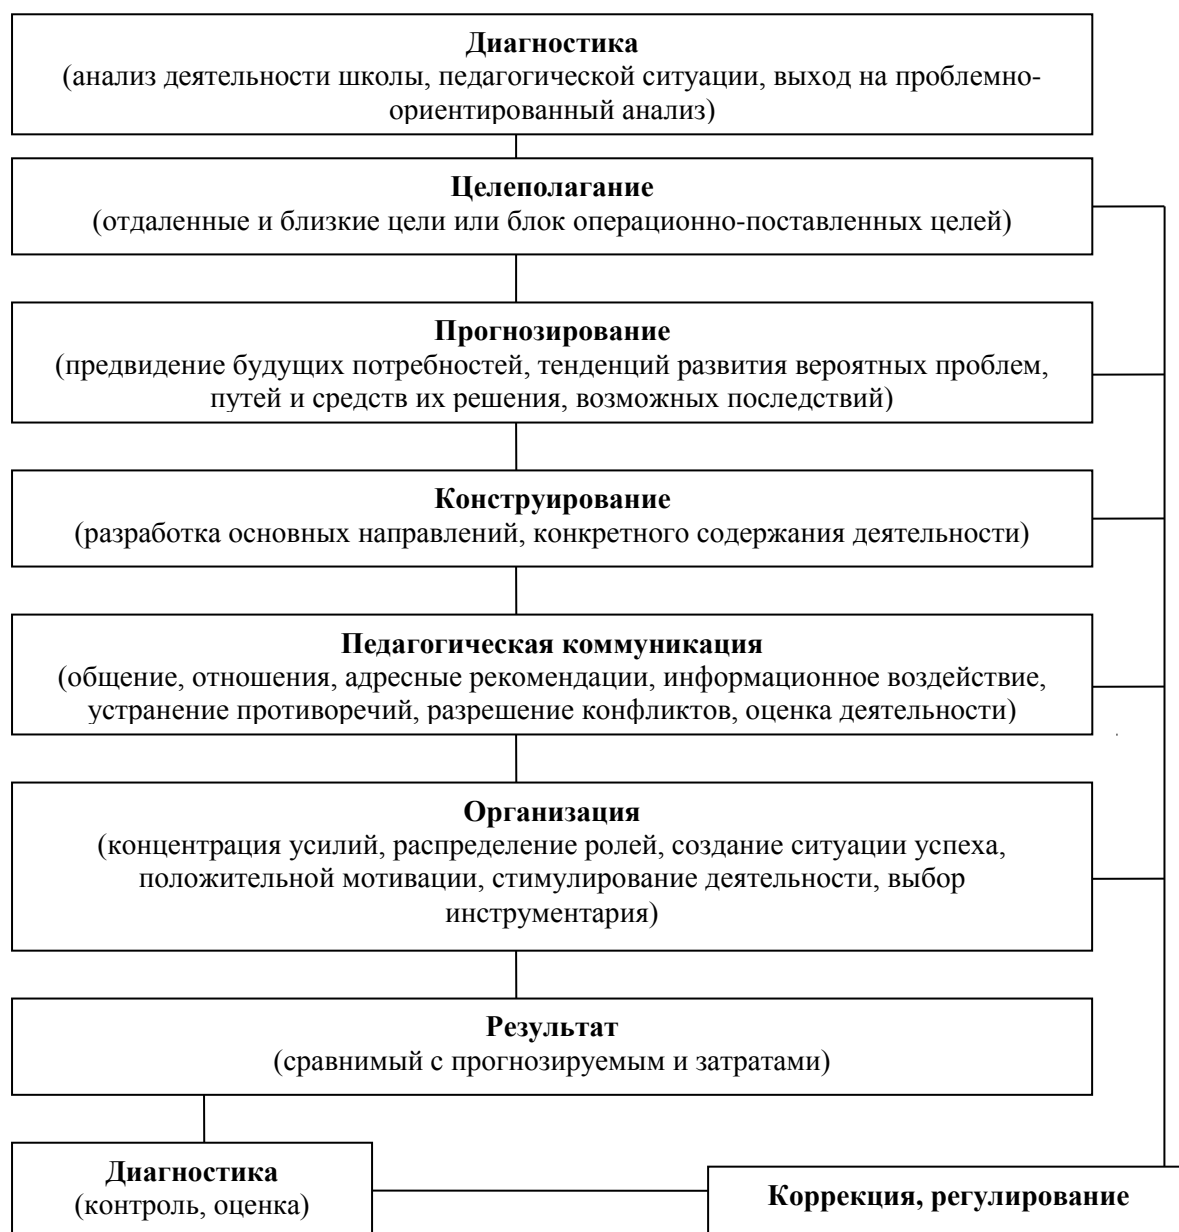 Диагностика
(анализ деятельности школы, педагогической ситуации, выход на проблемно-
ориентированный анализ)
Целеполагание
(отдаленные и близкие цели или блок операционно-поставленных целей)
Прогнозирование
(предвидение будущих потребностей, тенденций развития вероятных проблем,
путей и средств их решения, возможных последствий)
Конструирование
(разработка основных направлений, конкретного содержания деятельности)
Педагогическая коммуникация
(общение, отношения, адресные рекомендации, информационное воздействие,
устранение противоречий, разрешение конфликтов, оценка деятельности)
Организация
(концентрация усилий, распределение ролей, создание ситуации успеха,
положительной мотивации, стимулирование деятельности, выбор
инструментария)
Результат
(сравнимый с прогнозируемым и затратами)
Диагностика
(контроль, оценка)
Коррекция, регулирование